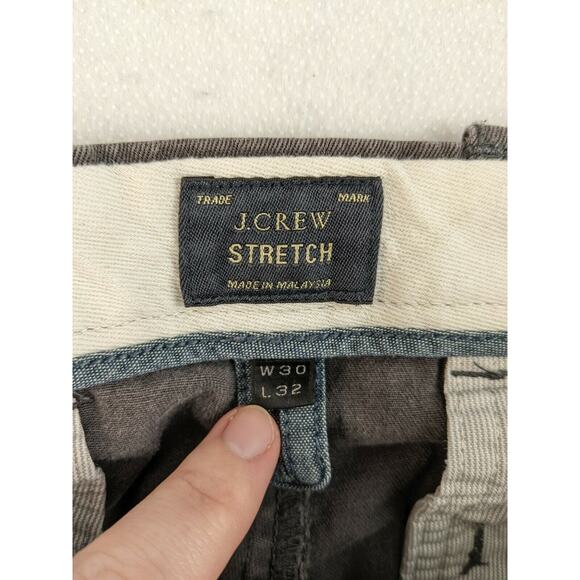 TRADE MARK
J.CREW
STRETCH
MADE IN MALAYSIA
W30
L32